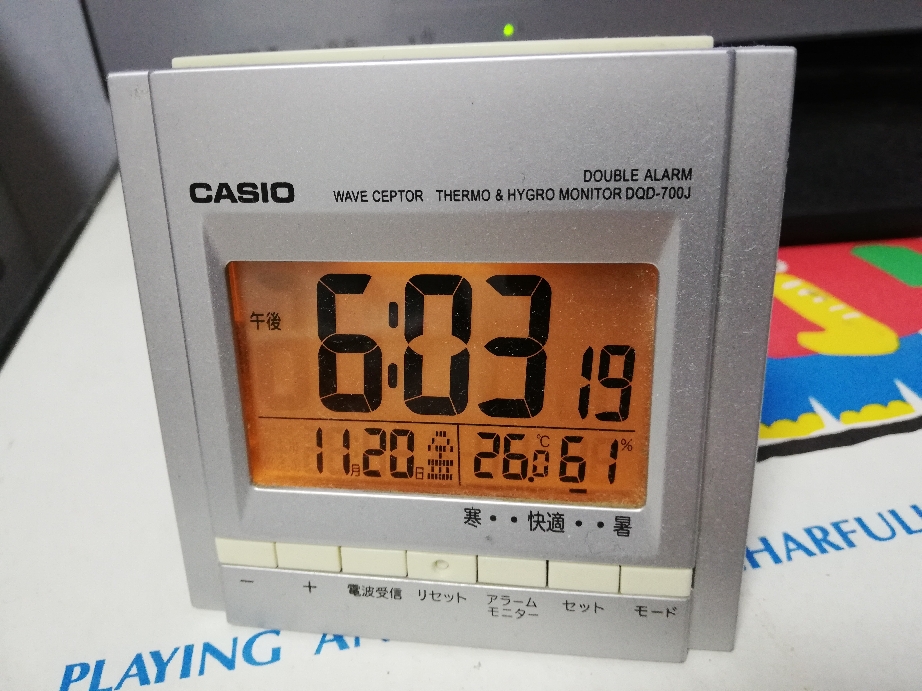 DOUBLE ALARM
CASIO WAVE CEPTOR THERMO & HYGRO MONITOR DQD-700J
午後 6:03 19
11月20日 金 26.0℃ 61%
寒・・快適・・暑
− + 電波受信 リセット アラームモニター セット モード
HARFULL
PLAYING